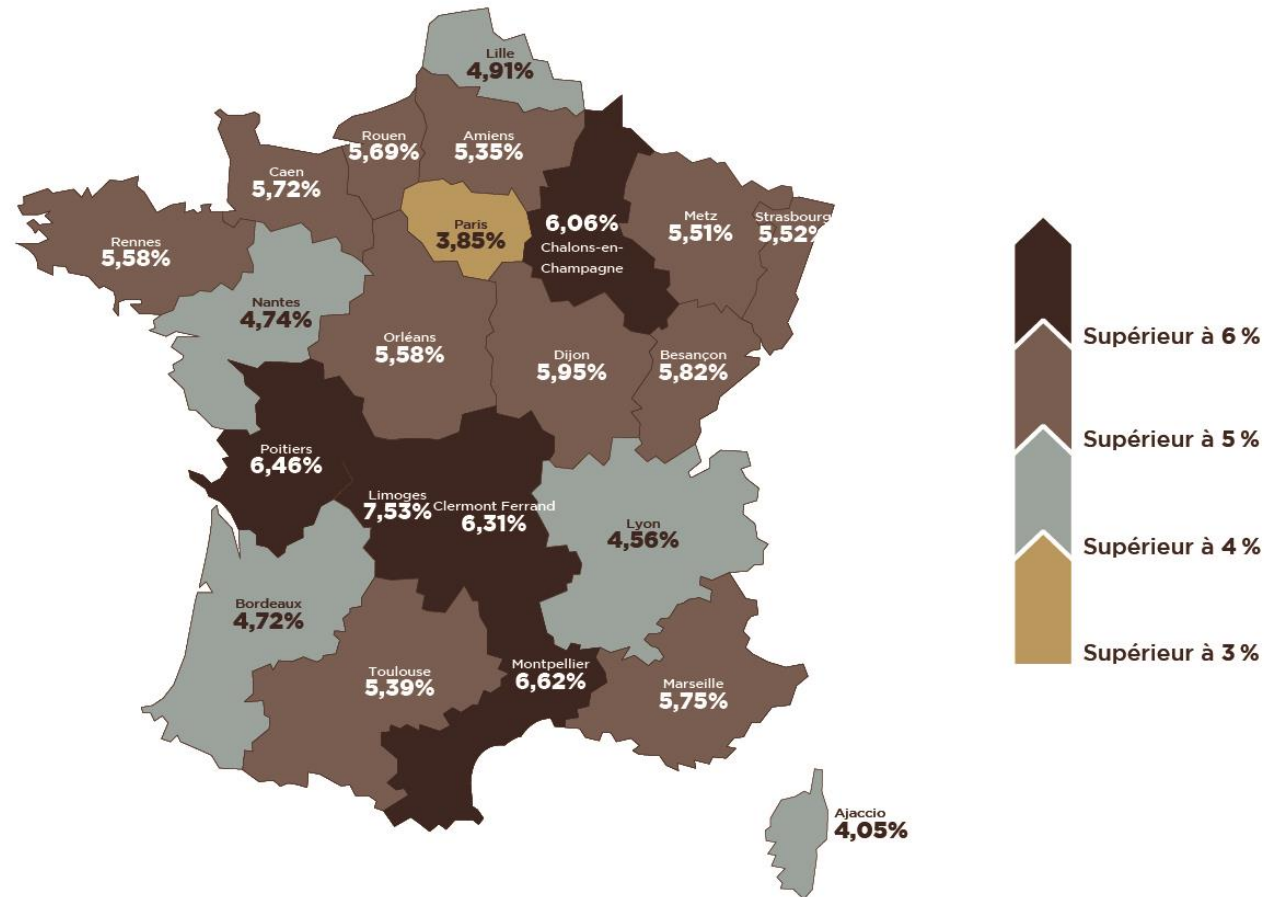 Lille
4,91%
Rouen
5,69%
Amiens
5,35%
Caen
5,72%
Paris
3,85%
6,06%
Chalons-en-
Champagne
Metz
5,51%
Strasbourg
5,52%
Rennes
5,58%
Nantes
4,74%
Orléans
5,58%
Dijon
5,95%
Besançon
5,82%
Poitiers
6,46%
Limoges
7,53%
Clermont Ferrand
6,31%
Lyon
4,56%
Bordeaux
4,72%
Toulouse
5,39%
Montpellier
6,62%
Marseille
5,75%
Ajaccio
4,05%
Supérieur à 6 %
Supérieur à 5 %
Supérieur à 4 %
Supérieur à 3 %